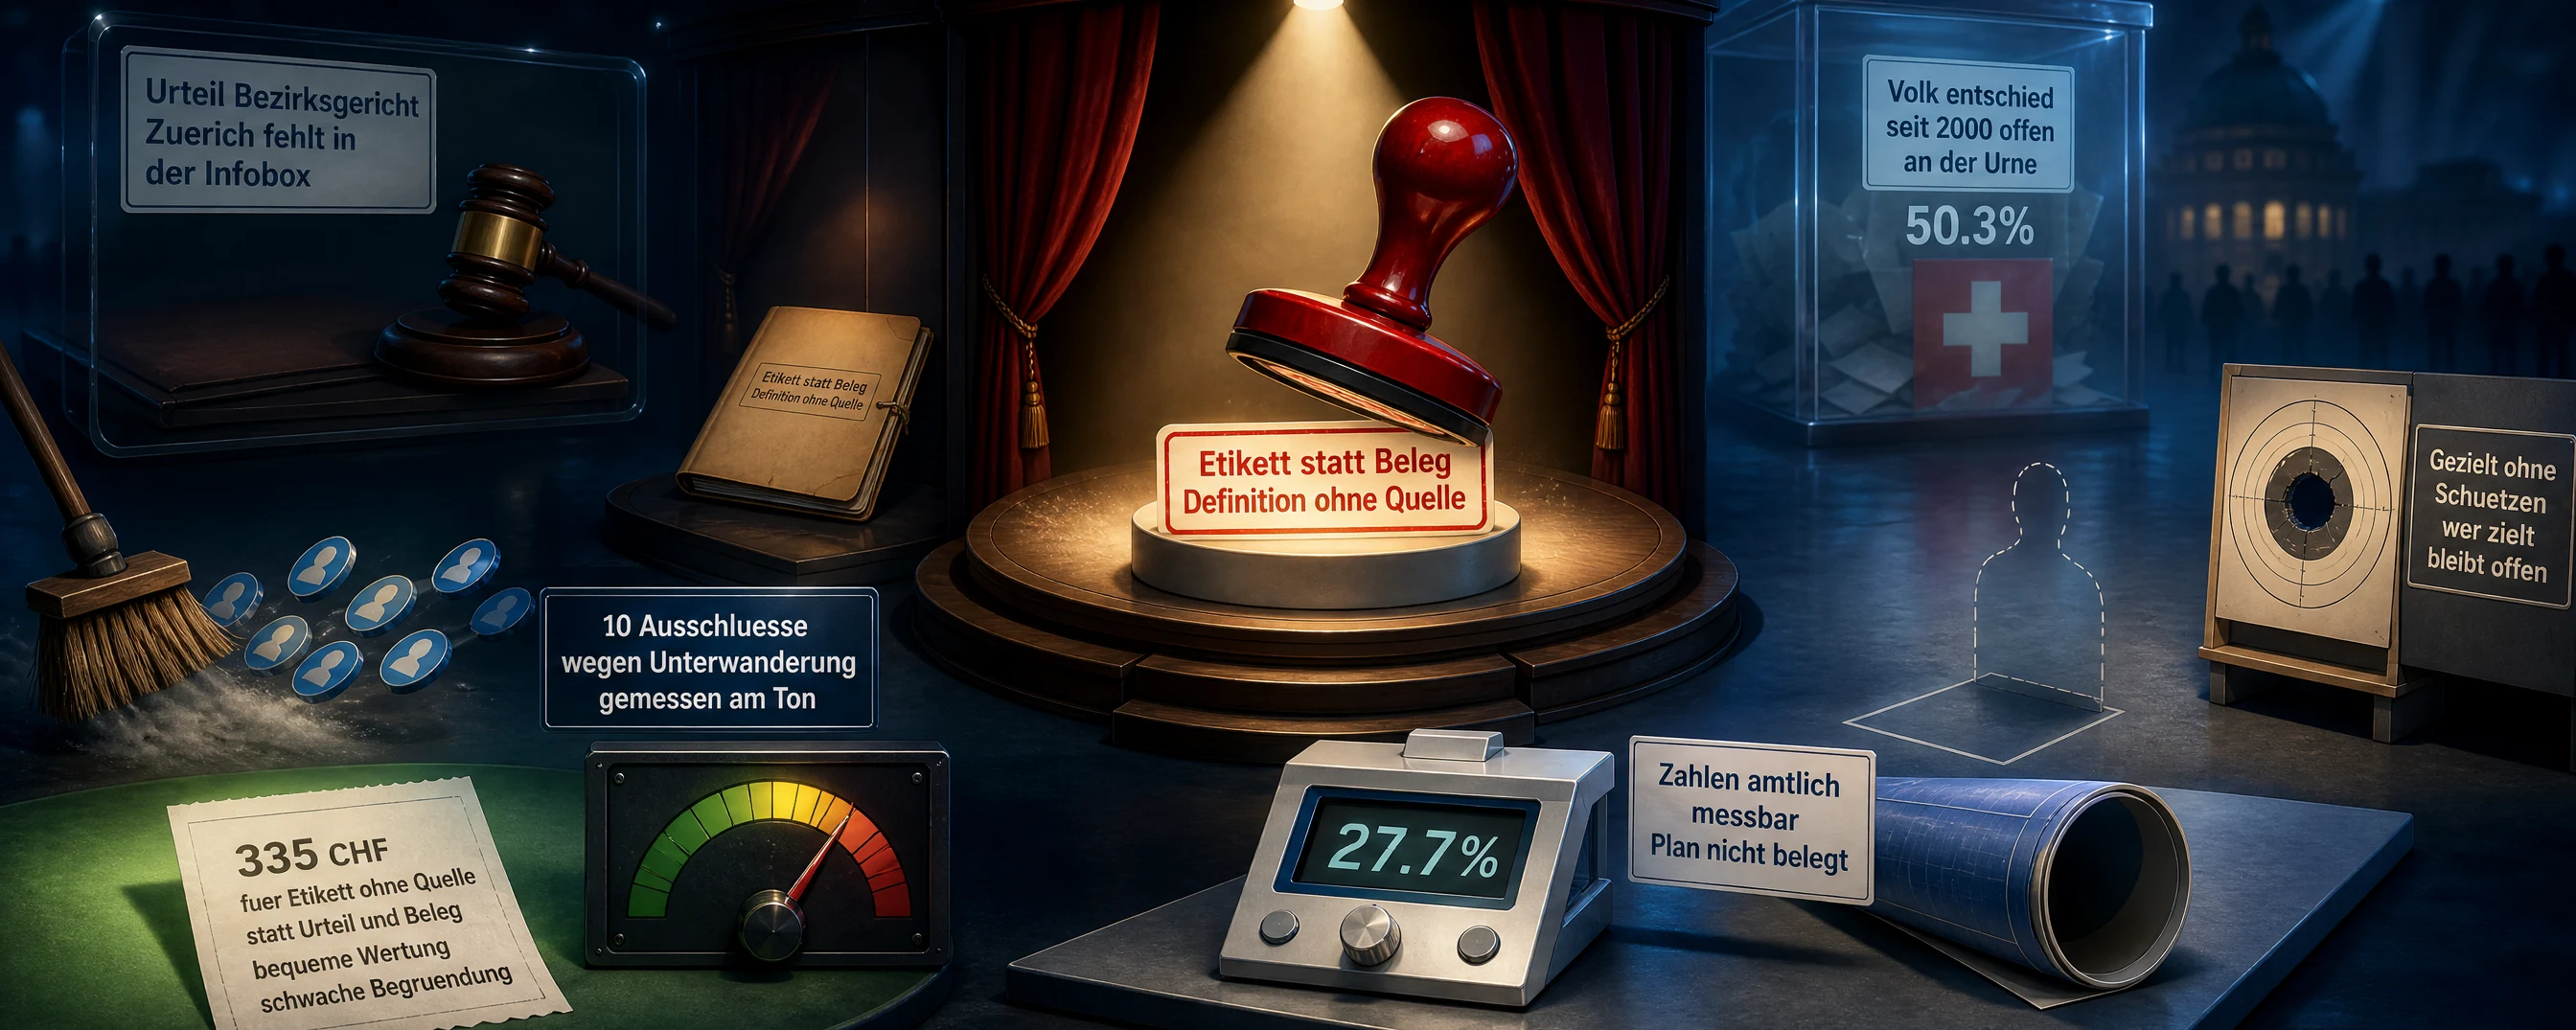 Urteil Bezirksgericht
Zuerich fehlt in
der Infobox
Etikett statt Beleg
Definition ohne Quelle
Etikett statt Beleg
Definition ohne Quelle
Volk entschied
seit 2000 offen
an der Urne
50.3%
Gezielt ohne
Schuetzen
wer zielt
bleibt offen
10 Ausschluesse
wegen Unterwanderung
gemessen am Ton
335 CHF
fuer Etikett ohne Quelle
statt Urteil und Beleg
bequeme Wertung
schwache Begruendung
27.7%
Zahlen amtlich
messbar
Plan nicht belegt